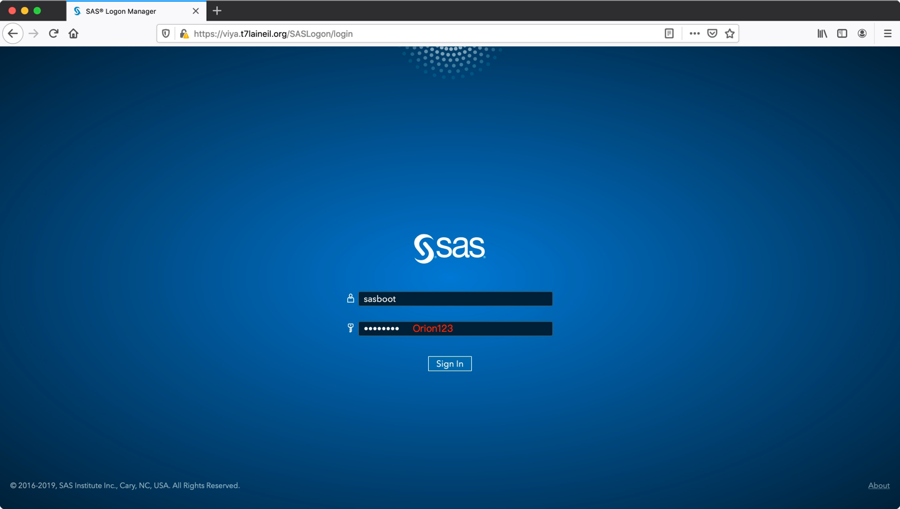 SAS® Logon Manager
https://viya.t7laineil.org/SASLogon/login
sas
sasboot
Orion123
Sign In
© 2016-2019, SAS Institute Inc., Cary, NC, USA. All Rights Reserved.
About